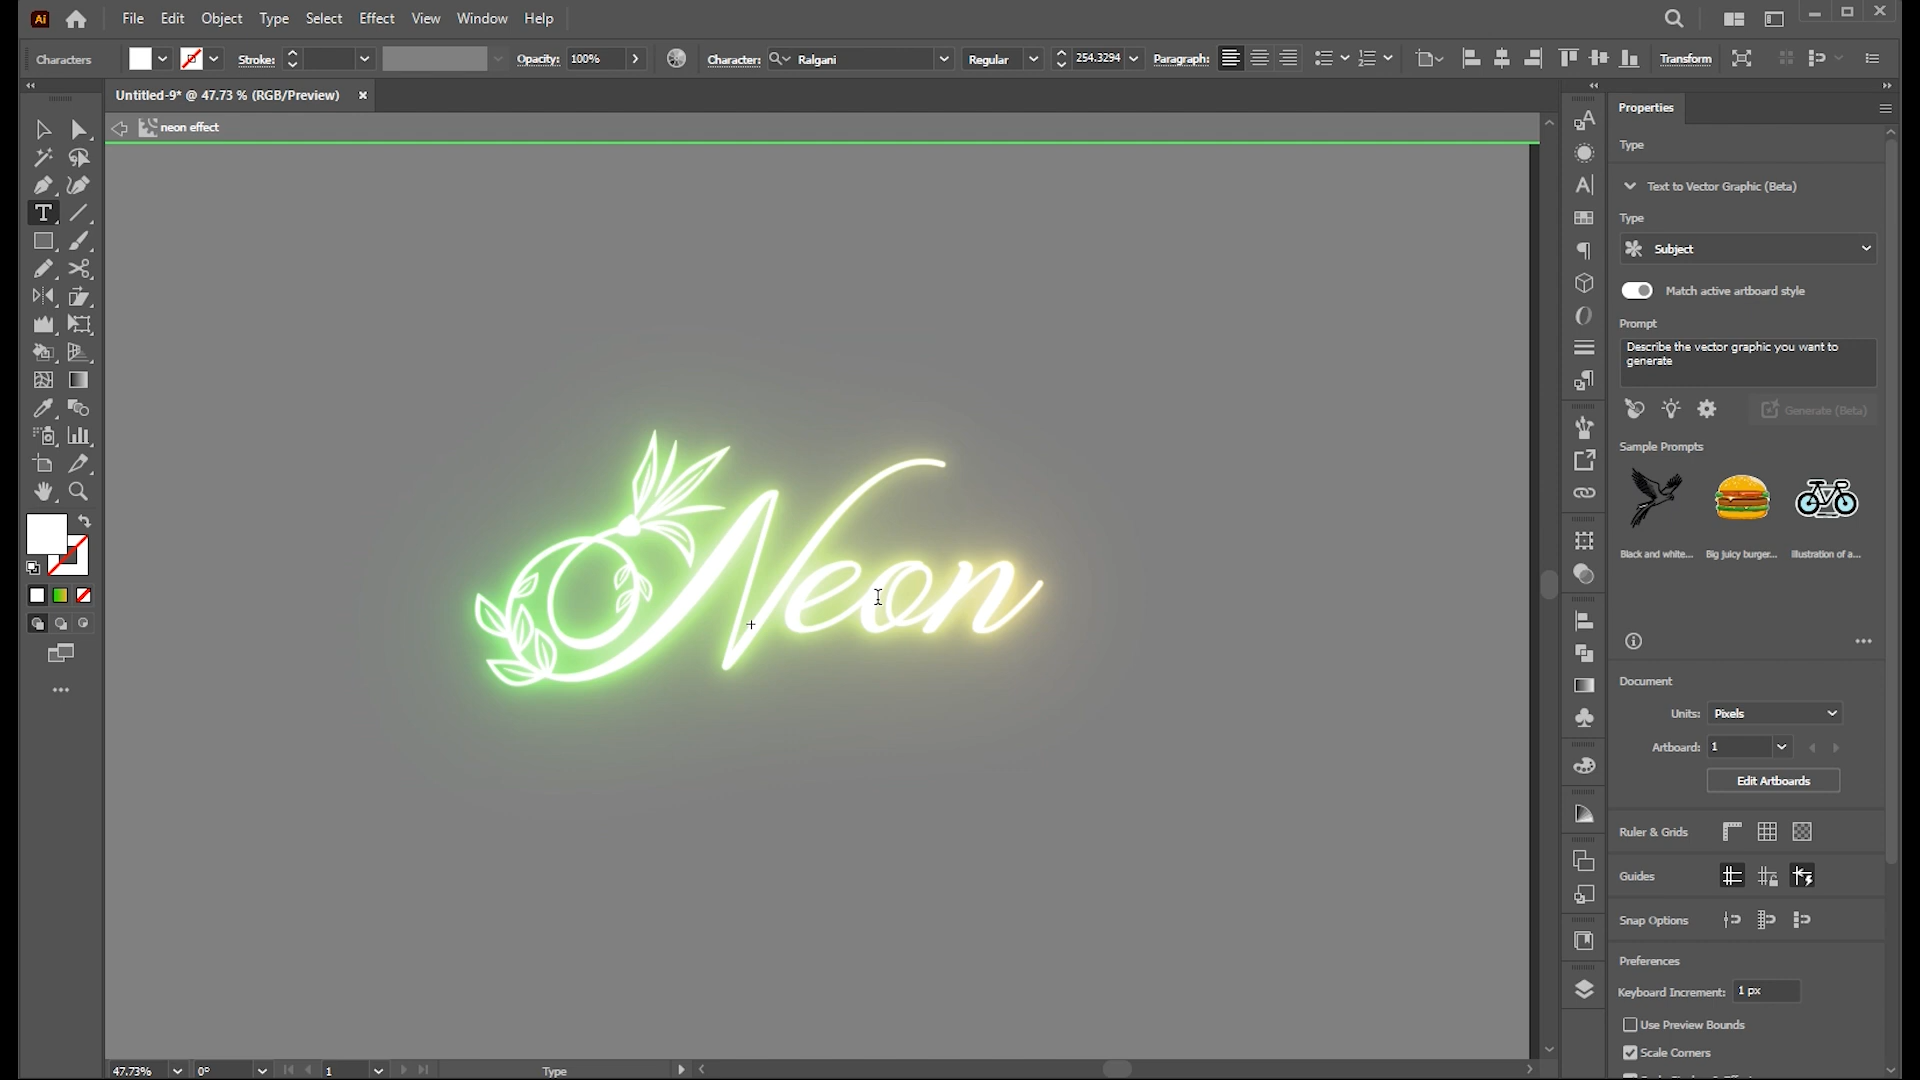 Ai File Edit Object Type Select Effect View Window Help
Characters Stroke: Opacity: 100% Character: Ralgani Regular 254.3294 Paragraph: Transform
Untitled-9* @ 47.73 % (RGB/Preview)
neon effect
Neon
Properties
Type
Text to Vector Graphic (Beta)
Type
Subject
Match active artboard style
Prompt
Describe the vector graphic you want to
generate
Generate (Beta)
Sample Prompts
Black and white... Big juicy burger... Illustration of a...
Document
Units: Pixels
Artboard: 1
Edit Artboards
Ruler & Grids
Guides
Snap Options
Preferences
Keyboard Increment: 1 px
Use Preview Bounds
Scale Corners
47.73% 0° 1 Type